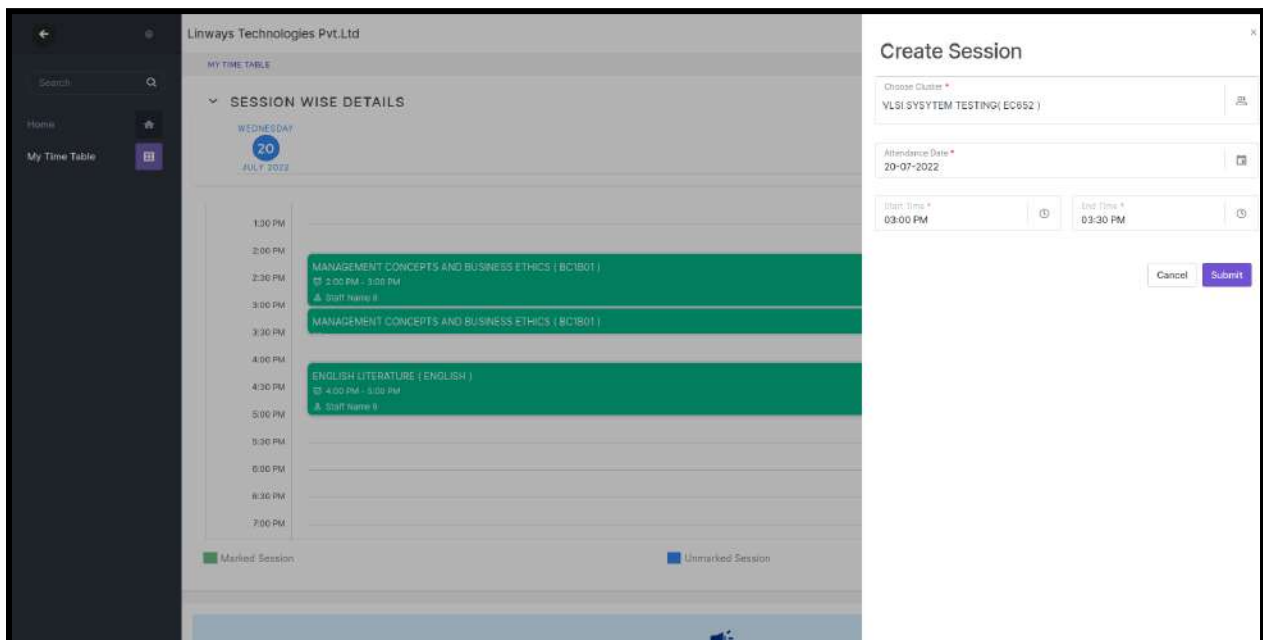 Linways Technologies Pvt.Ltd
MY TIME TABLE
Search
Home
My Time Table
SESSION WISE DETAILS
WEDNESDAY
20
JULY 2022
1:30 PM
2:00 PM
2:30 PM
3:00 PM
3:30 PM
4:00 PM
4:30 PM
5:00 PM
5:30 PM
6:00 PM
6:30 PM
7:00 PM
MANAGEMENT CONCEPTS AND BUSINESS ETHICS ( BC1B01 )
2:00 PM - 3:00 PM
Staff Name 8
MANAGEMENT CONCEPTS AND BUSINESS ETHICS ( BC1B01 )
ENGLISH LITERATURE ( ENGLISH )
4:00 PM - 5:00 PM
Staff Name 8
Marked Session
Unmarked Session
×
Create Session
Choose Cluster *
VLSI SYSYTEM TESTING( EC652 )
Attendance Date *
20-07-2022
Start Time *
03:00 PM
End Time *
03:30 PM
Cancel
Submit